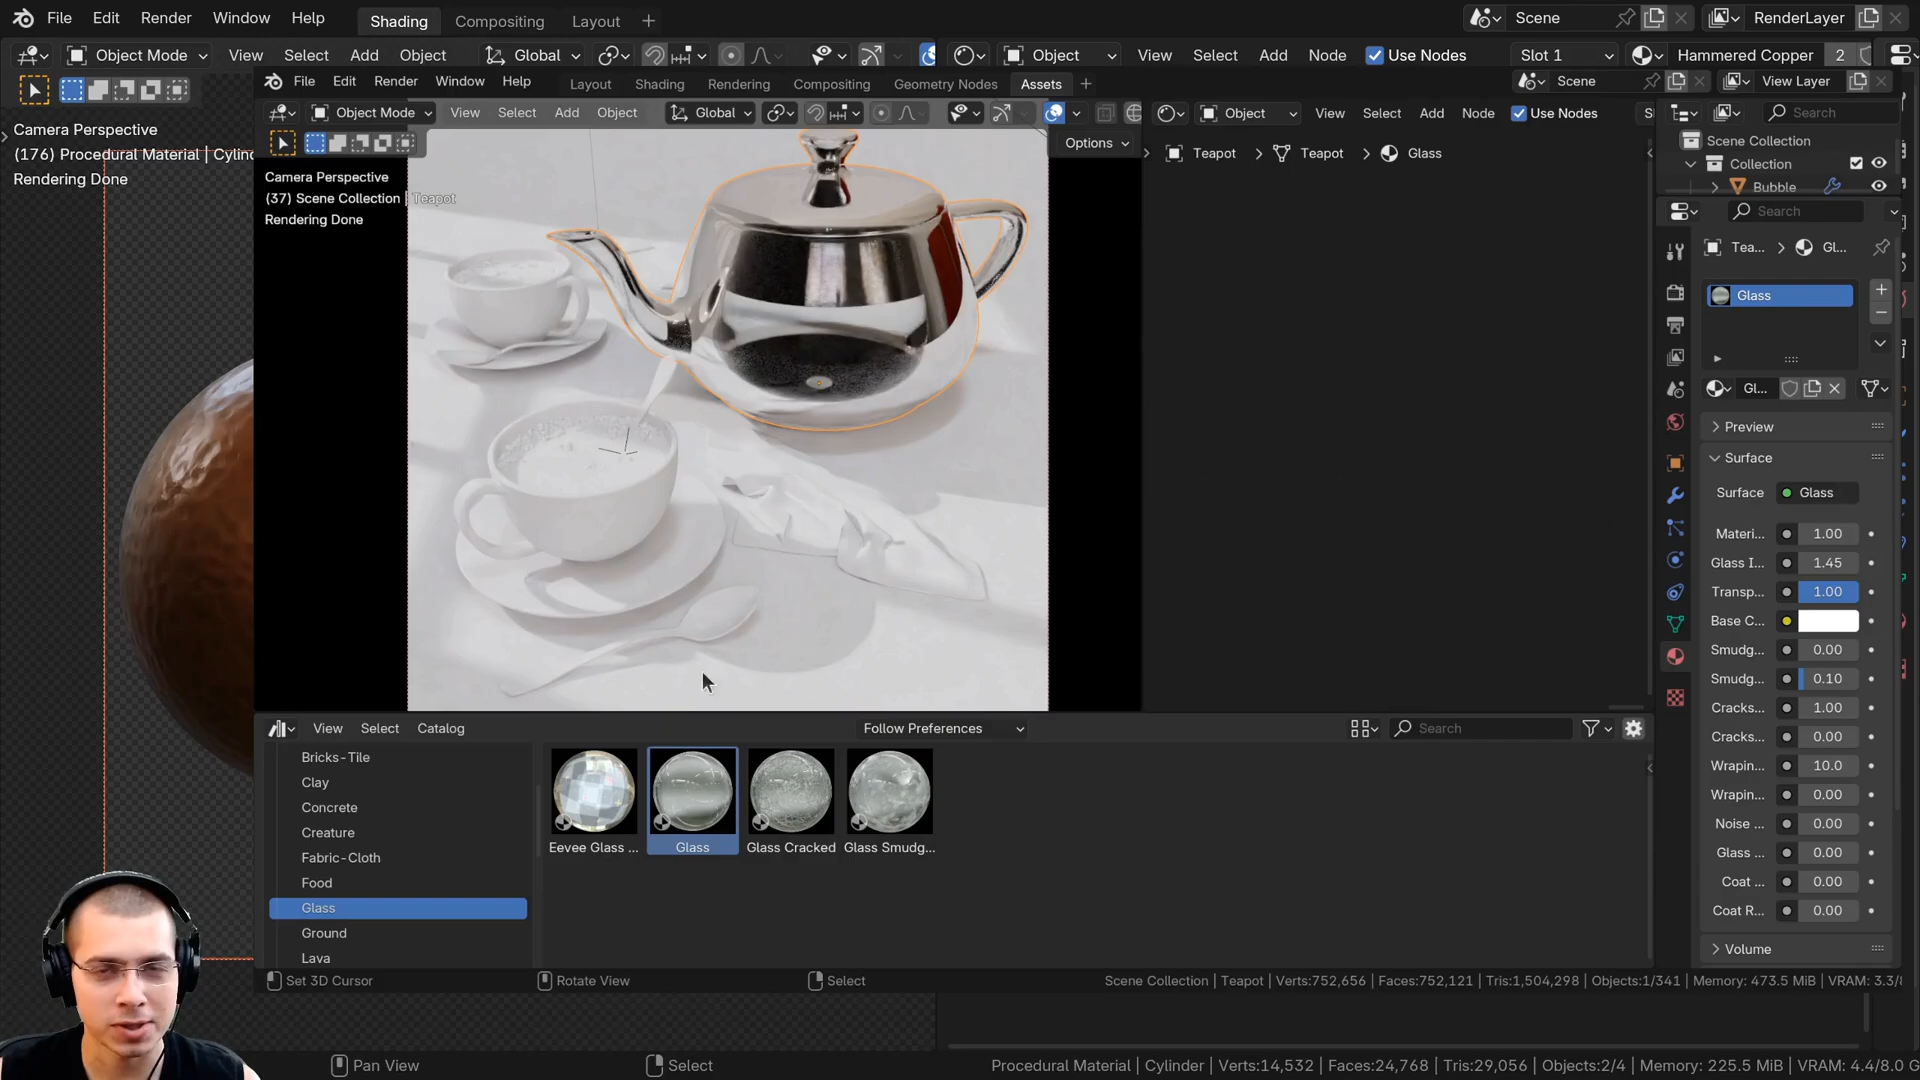 File Edit Render Window Help Shading Compositing Layout + Scene RenderLayer
Object Mode View Select Add Object Global Object View Select Add Node Use Nodes Slot 1 Hammered Copper 2
File Edit Render Window Help Layout Shading Rendering Compositing Geometry Nodes Assets + Scene View Layer
Object Mode View Select Add Object Global Object View Select Add Node Use Nodes S Search
Options
Camera Perspective
(176) Procedural Material | Cylinc
Rendering Done
Camera Perspective
(37) Scene Collection | Teapot
Rendering Done
Teapot > Teapot > Glass
Scene Collection
Collection
Bubble
Search
Tea... > Gl...
Glass
Gl...
Preview
Surface
Surface Glass
Materi... 1.00
Glass I... 1.45
Transp... 1.00
Base C...
Smudg... 0.00
Smudg... 0.10
Cracks... 1.00
Cracks... 0.00
Wrapin... 10.0
Wrapin... 0.00
Noise ... 0.00
Glass ... 0.00
Coat ... 0.00
Coat R... 0.00
Volume
View Select Catalog Follow Preferences Search
Bricks-Tile
Clay
Concrete
Creature
Fabric-Cloth
Food
Glass
Ground
Lava
Eevee Glass ... Glass Glass Cracked Glass Smudg...
Set 3D Cursor Rotate View Select Scene Collection | Teapot | Verts:752,656 | Faces:752,121 | Tris:1,504,298 | Objects:1/341 | Memory: 473.5 MiB | VRAM: 3.3/8
Pan View Select Procedural Material | Cylinder | Verts:14,532 | Faces:24,768 | Tris:29,056 | Objects:2/4 | Memory: 225.5 MiB | VRAM: 4.4/8.0 G